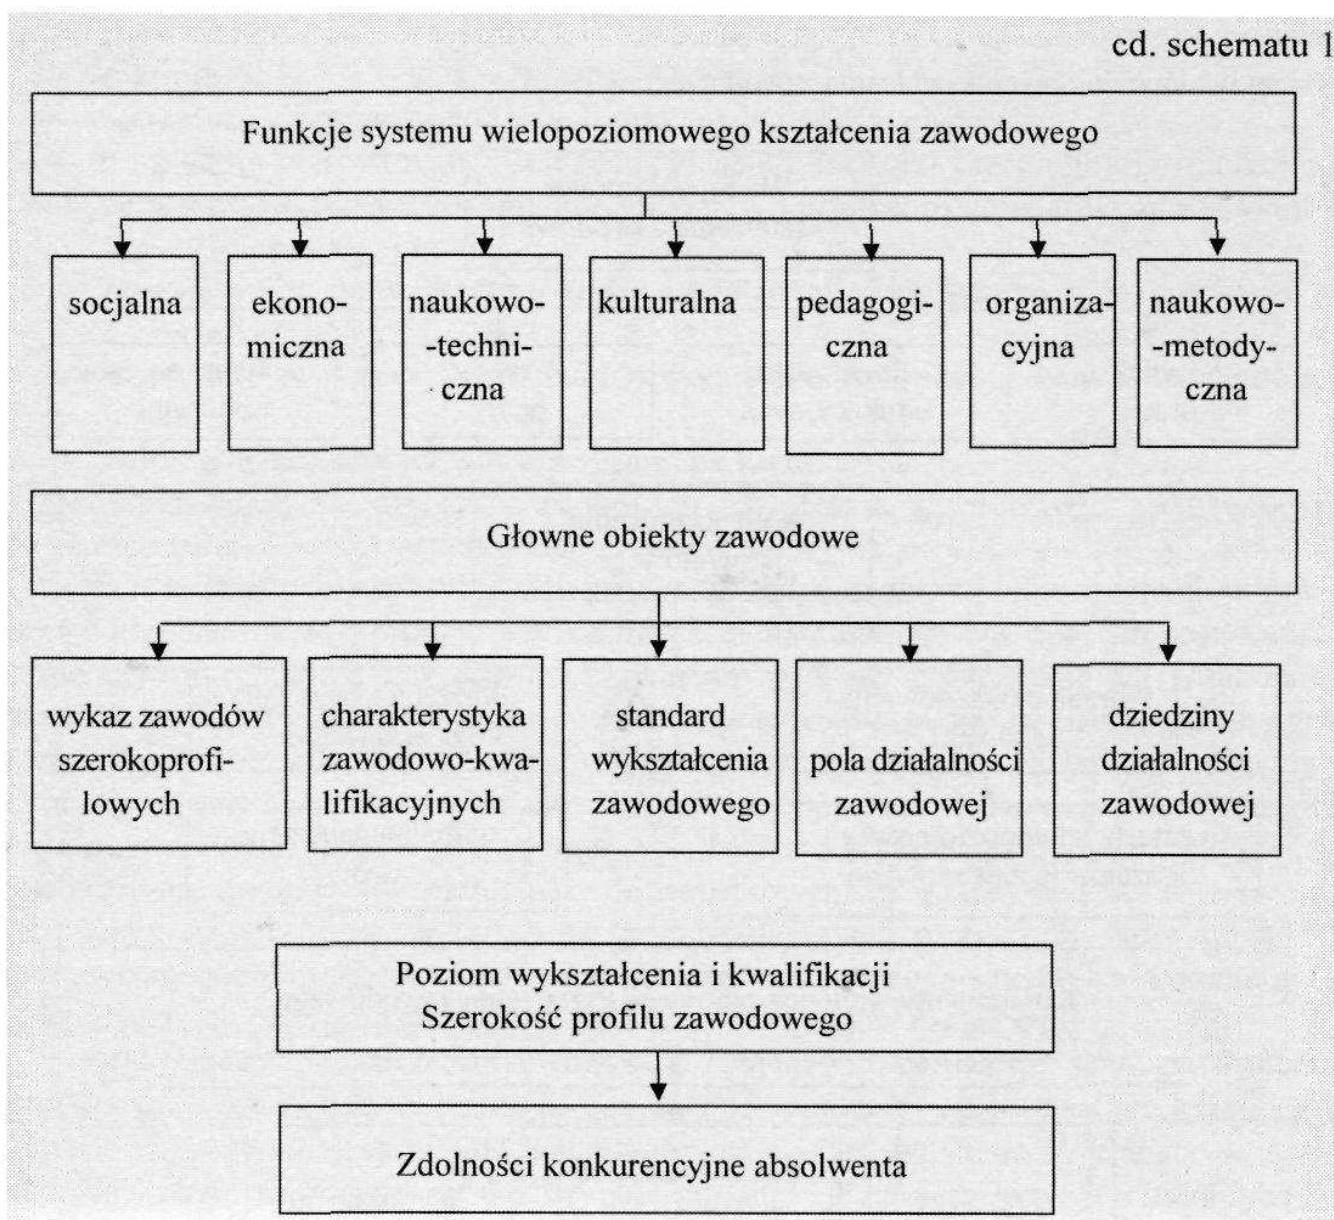 cd. schematu 1
Funkcje systemu wielopoziomowego kształcenia zawodowego
socjalna
ekono-
miczna
naukowo-
-techni-
czna
kulturalna
pedagogi-
czna
organiza-
cyjna
naukowo-
-metody-
czna
Głowne obiekty zawodowe
wykaz zawodów
szerokoprofi-
lowych
charakterystyka
zawodowo-kwa-
lifikacyjnych
standard
wykształcenia
zawodowego
pola działalności
zawodowej
dziedziny
działalności
zawodowej
Poziom wykształcenia i kwalifikacji
Szerokość profilu zawodowego
Zdolności konkurencyjne absolwenta